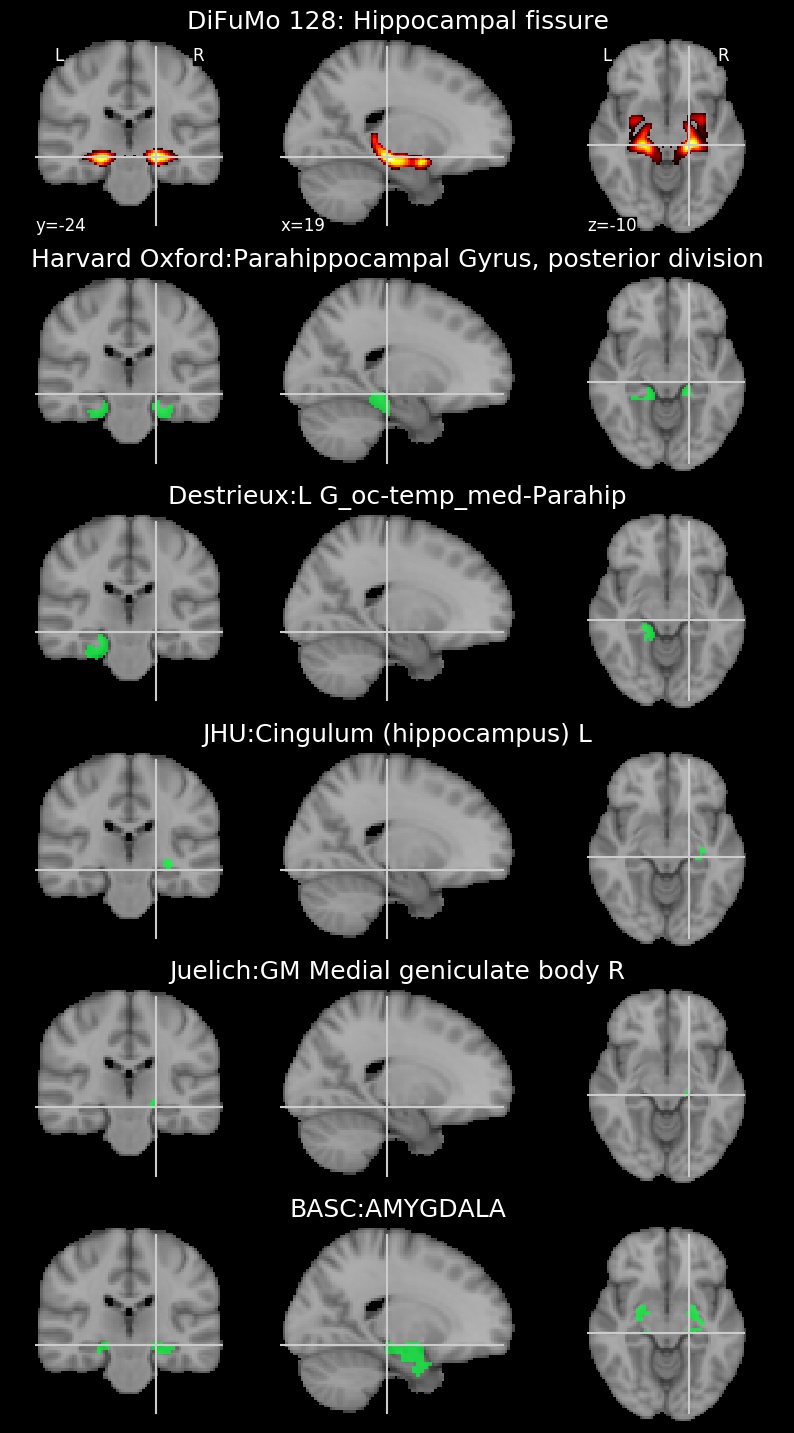 DiFuMo 128: Hippocampal fissure
L R L R
y=-24 x=19 z=-10
Harvard Oxford:Parahippocampal Gyrus, posterior division
Destrieux:L G_oc-temp_med-Parahip
JHU:Cingulum (hippocampus) L
Juelich:GM Medial geniculate body R
BASC:AMYGDALA